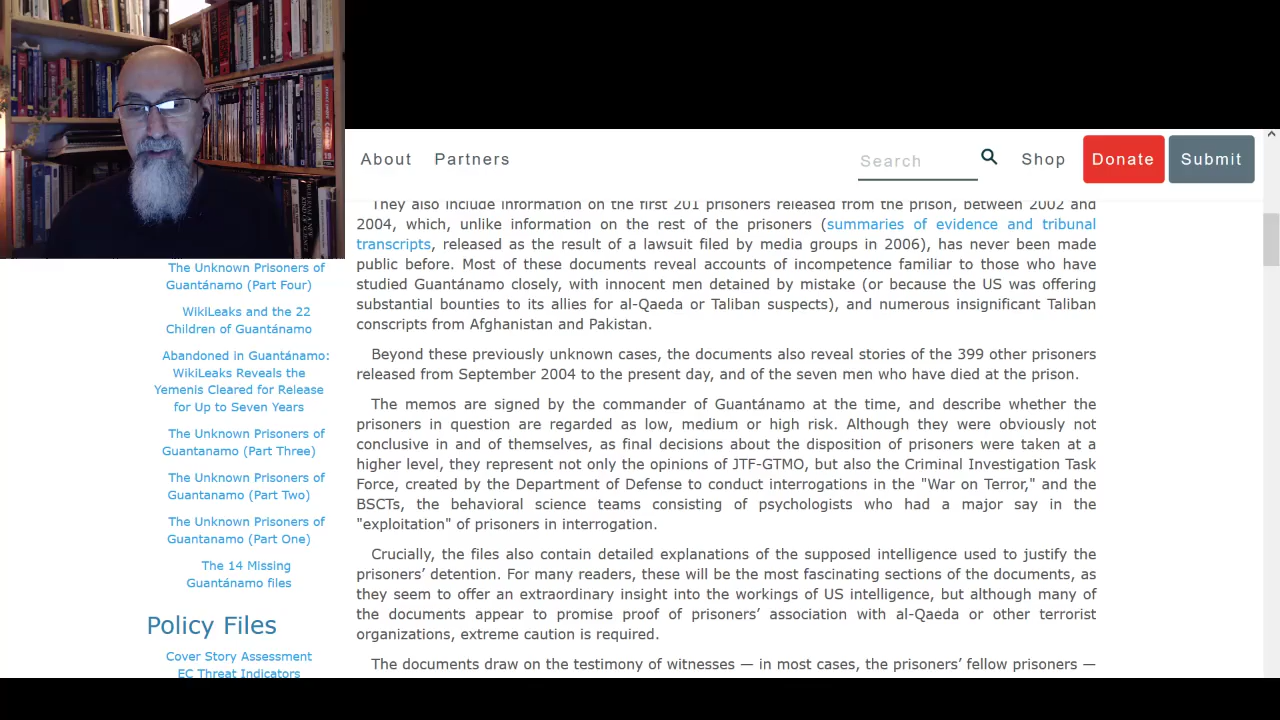 About Partners Search Shop Donate Submit
The Unknown Prisoners of
Guantánamo (Part Four)
WikiLeaks and the 22
Children of Guantánamo
Abandoned in Guantánamo:
WikiLeaks Reveals the
Yemenis Cleared for Release
for Up to Seven Years
The Unknown Prisoners of
Guantanamo (Part Three)
The Unknown Prisoners of
Guantanamo (Part Two)
The Unknown Prisoners of
Guantanamo (Part One)
The 14 Missing
Guantánamo files
Policy Files
Cover Story Assessment
EC Threat Indicators
They also include information on the first 201 prisoners released from the prison, between 2002 and
2004, which, unlike information on the rest of the prisoners (summaries of evidence and tribunal
transcripts, released as the result of a lawsuit filed by media groups in 2006), has never been made
public before. Most of these documents reveal accounts of incompetence familiar to those who have
studied Guantánamo closely, with innocent men detained by mistake (or because the US was offering
substantial bounties to its allies for al-Qaeda or Taliban suspects), and numerous insignificant Taliban
conscripts from Afghanistan and Pakistan.
Beyond these previously unknown cases, the documents also reveal stories of the 399 other prisoners
released from September 2004 to the present day, and of the seven men who have died at the prison.
The memos are signed by the commander of Guantánamo at the time, and describe whether the
prisoners in question are regarded as low, medium or high risk. Although they were obviously not
conclusive in and of themselves, as final decisions about the disposition of prisoners were taken at a
higher level, they represent not only the opinions of JTF-GTMO, but also the Criminal Investigation Task
Force, created by the Department of Defense to conduct interrogations in the "War on Terror," and the
BSCTs, the behavioral science teams consisting of psychologists who had a major say in the
"exploitation" of prisoners in interrogation.
Crucially, the files also contain detailed explanations of the supposed intelligence used to justify the
prisoners’ detention. For many readers, these will be the most fascinating sections of the documents, as
they seem to offer an extraordinary insight into the workings of US intelligence, but although many of
the documents appear to promise proof of prisoners’ association with al-Qaeda or other terrorist
organizations, extreme caution is required.
The documents draw on the testimony of witnesses — in most cases, the prisoners’ fellow prisoners —